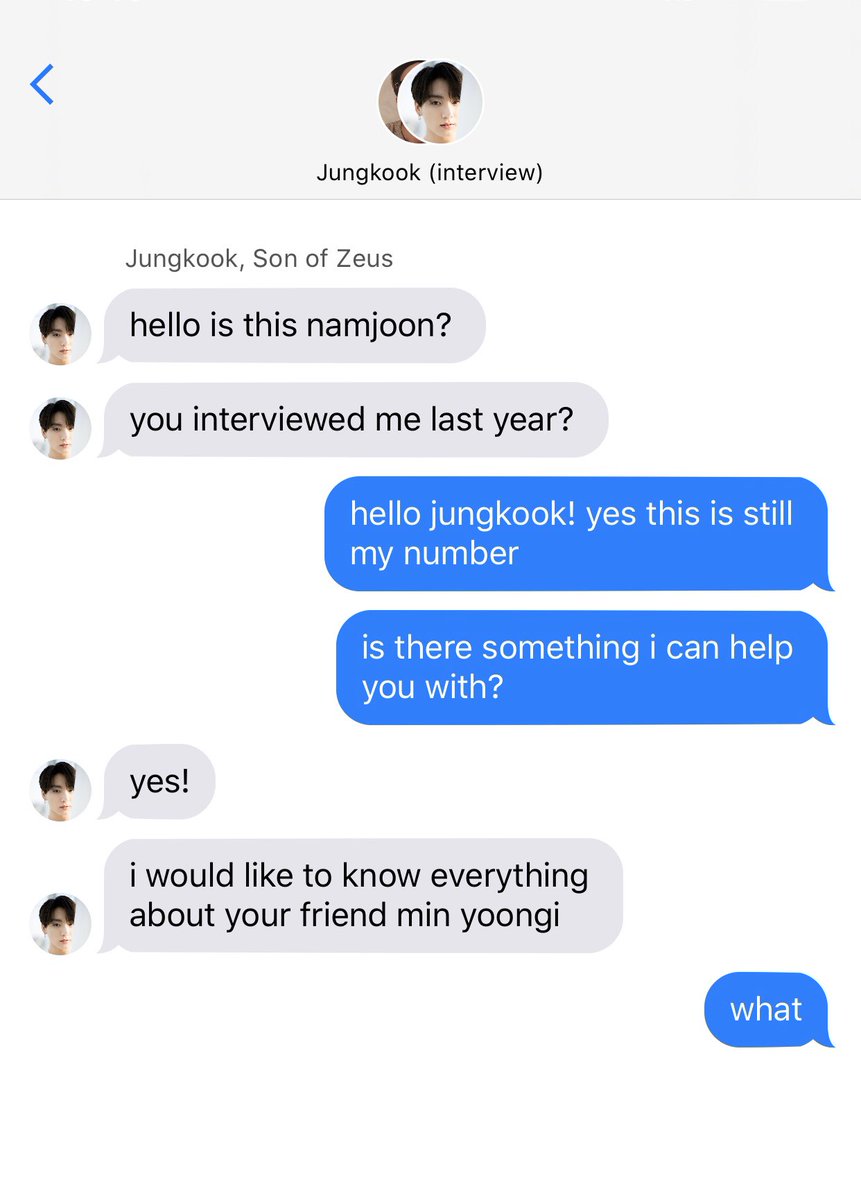 Jungkook (interview)
Jungkook, Son of Zeus
hello is this namjoon?
you interviewed me last year?
hello jungkook! yes this is still
my number
is there something i can help
you with?
yes!
i would like to know everything
about your friend min yoongi
what